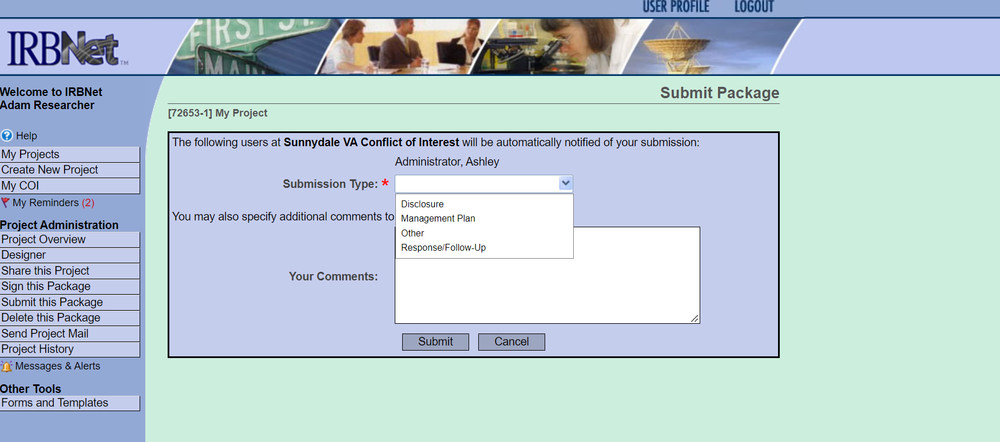 USER PROFILE LOGOUT
IRBNet™
FIRST ST.
MAIN
Welcome to IRBNet
Adam Researcher
Help
My Projects
Create New Project
My COI
My Reminders (2)
Project Administration
Project Overview
Designer
Share this Project
Sign this Package
Submit this Package
Delete this Package
Send Project Mail
Project History
Messages & Alerts
Other Tools
Forms and Templates
Submit Package
[72653-1] My Project
The following users at Sunnydale VA Conflict of Interest will be automatically notified of your submission:
Administrator, Ashley
Submission Type: *
Disclosure
Management Plan
Other
Response/Follow-Up
You may also specify additional comments to
Your Comments:
Submit Cancel